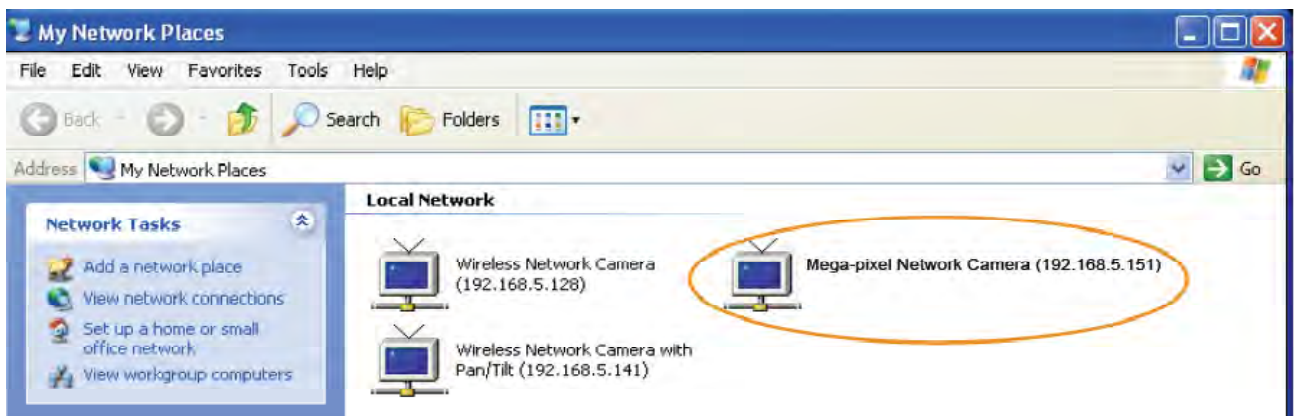 My Network Places
File Edit View Favorites Tools Help
Back Search Folders
Address My Network Places Go
Network Tasks
Add a network place
View network connections
Set up a home or small
office network
View workgroup computers
Local Network
Wireless Network Camera
(192.168.5.128)
Mega-pixel Network Camera (192.168.5.151)
Wireless Network Camera with
Pan/Tilt (192.168.5.141)